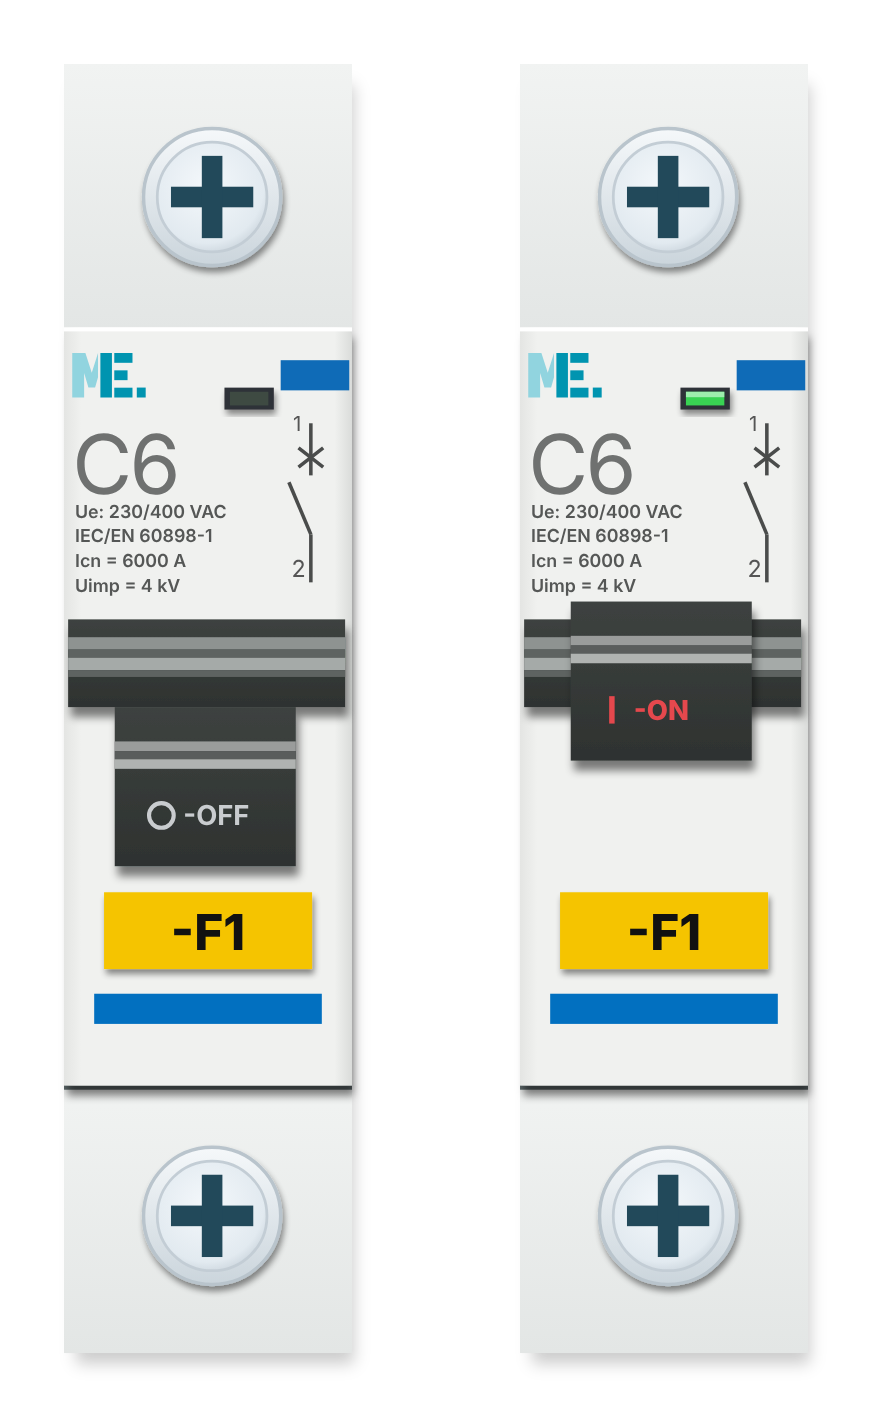 ME.
1
C6
Ue: 230/400 VAC
IEC/EN 60898-1
Icn = 6000 A
2
Uimp = 4 kV
-OFF
-F1
ME.
1
C6
Ue: 230/400 VAC
IEC/EN 60898-1
Icn = 6000 A
2
Uimp = 4 kV
I -ON
-F1